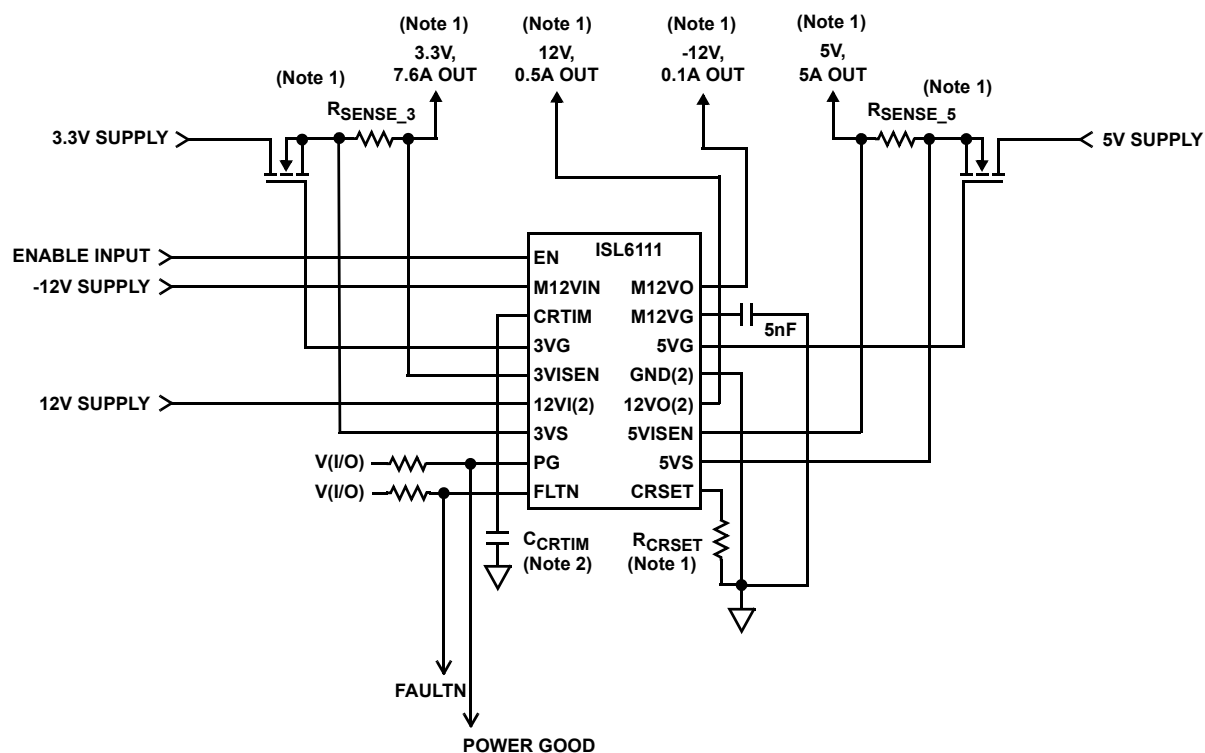 (Note 1)
3.3V,
7.6A OUT
(Note 1)
12V,
0.5A OUT
(Note 1)
-12V,
0.1A OUT
(Note 1)
5V,
5A OUT
(Note 1)
RSENSE_3
(Note 1)
RSENSE_5
3.3V SUPPLY
5V SUPPLY
ENABLE INPUT
-12V SUPPLY
12V SUPPLY
V(I/O)
V(I/O)
ISL6111
EN
M12VIN
CRTIM
3VG
3VISEN
12VI(2)
3VS
PG
FLTN
M12VO
M12VG
5VG
GND(2)
12VO(2)
5VISEN
5VS
CRSET
5nF
CCRTIM
(Note 2)
RCRSET
(Note 1)
FAULTN
POWER GOOD